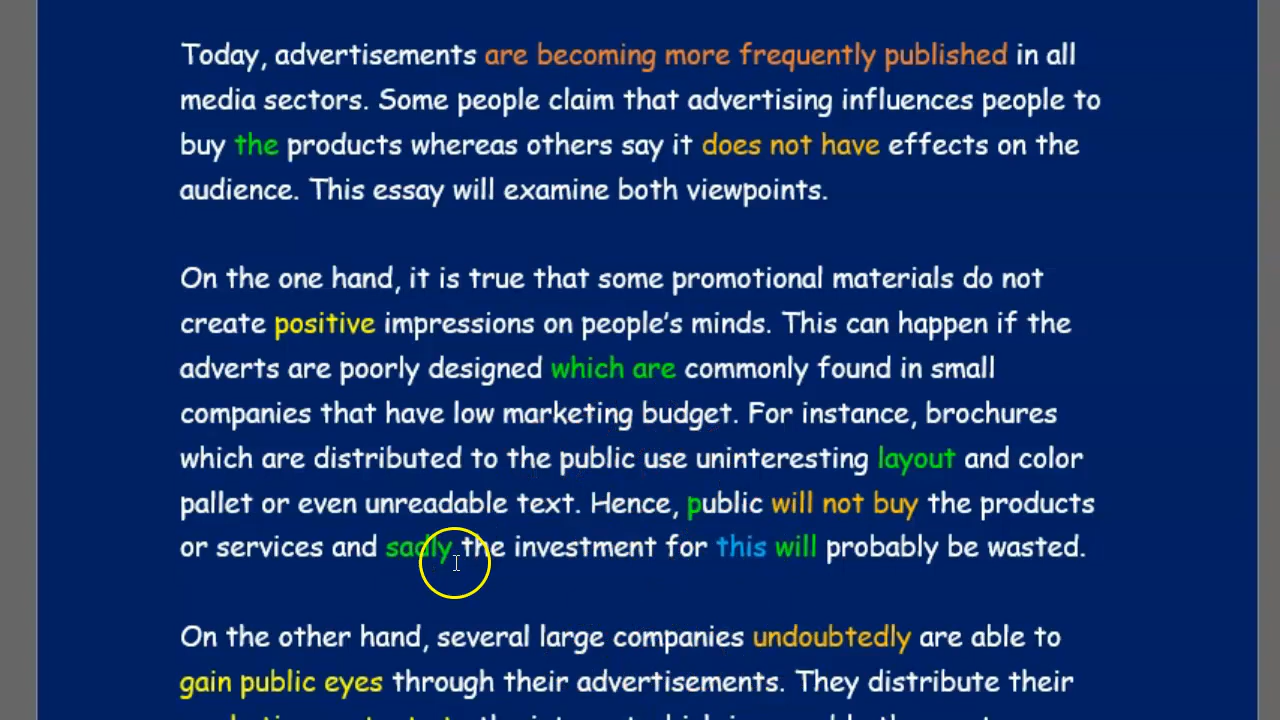 Today, advertisements are becoming more frequently published in all
media sectors. Some people claim that advertising influences people to
buy the products whereas others say it does not have effects on the
audience. This essay will examine both viewpoints.
On the one hand, it is true that some promotional materials do not
create positive impressions on people's minds. This can happen if the
adverts are poorly designed which are commonly found in small
companies that have low marketing budget. For instance, brochures
which are distributed to the public use uninteresting layout and color
pallet or even unreadable text. Hence, public will not buy the products
or services and sadly the investment for this will probably be wasted.
On the other hand, several large companies undoubtedly are able to
gain public eyes through their advertisements. They distribute their